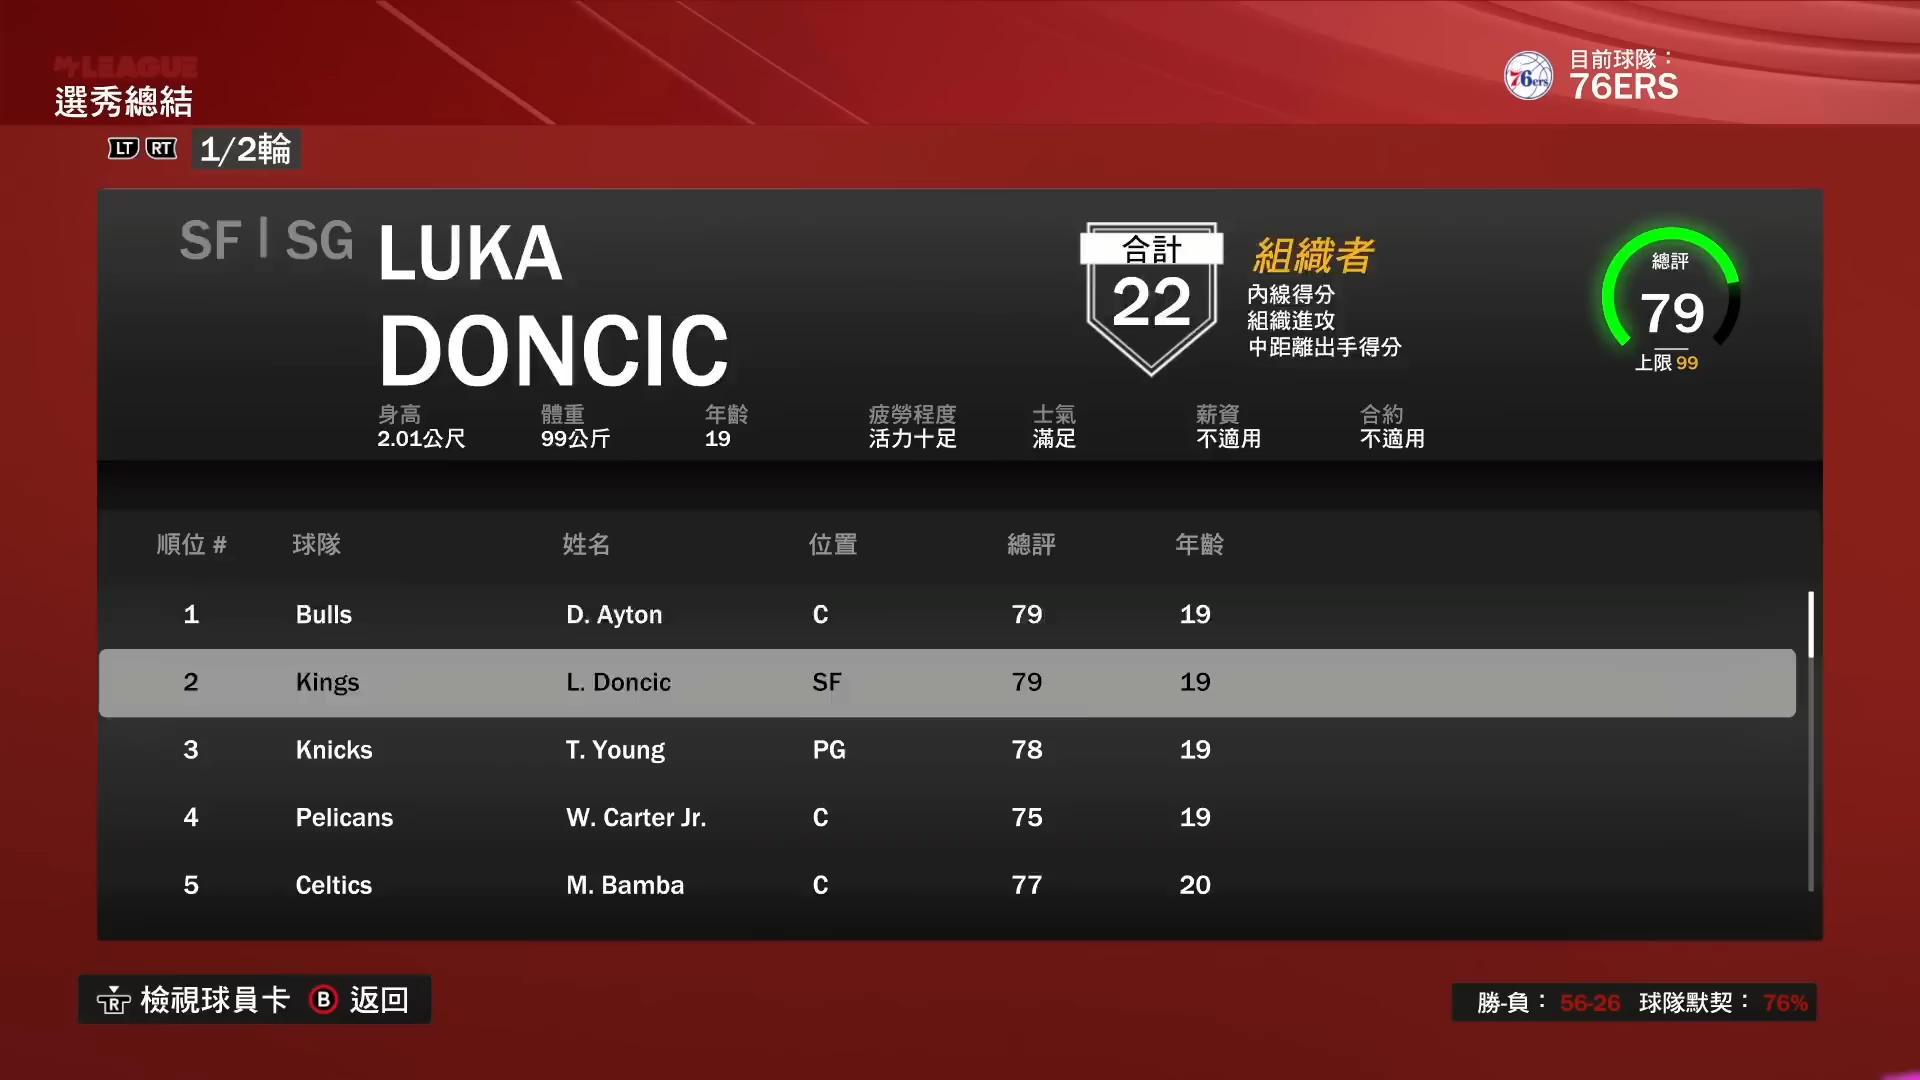 MyLEAGUE
選秀總結
76ers
目前球隊：
76ERS
LT RT 1/2輪
SF | SG LUKA
DONCIC
合計
22
組織者
內線得分
組織進攻
中距離出手得分
總評
79
上限 99
身高 體重 年齡 疲勞程度 士氣 薪資 合約
2.01公尺 99公斤 19 活力十足 滿足 不適用 不適用
順位 # 球隊 姓名 位置 總評 年齡
1 Bulls D. Ayton C 79 19
2 Kings L. Doncic SF 79 19
3 Knicks T. Young PG 78 19
4 Pelicans W. Carter Jr. C 75 19
5 Celtics M. Bamba C 77 20
R 檢視球員卡 B 返回
勝-負： 56-26 球隊默契： 76%